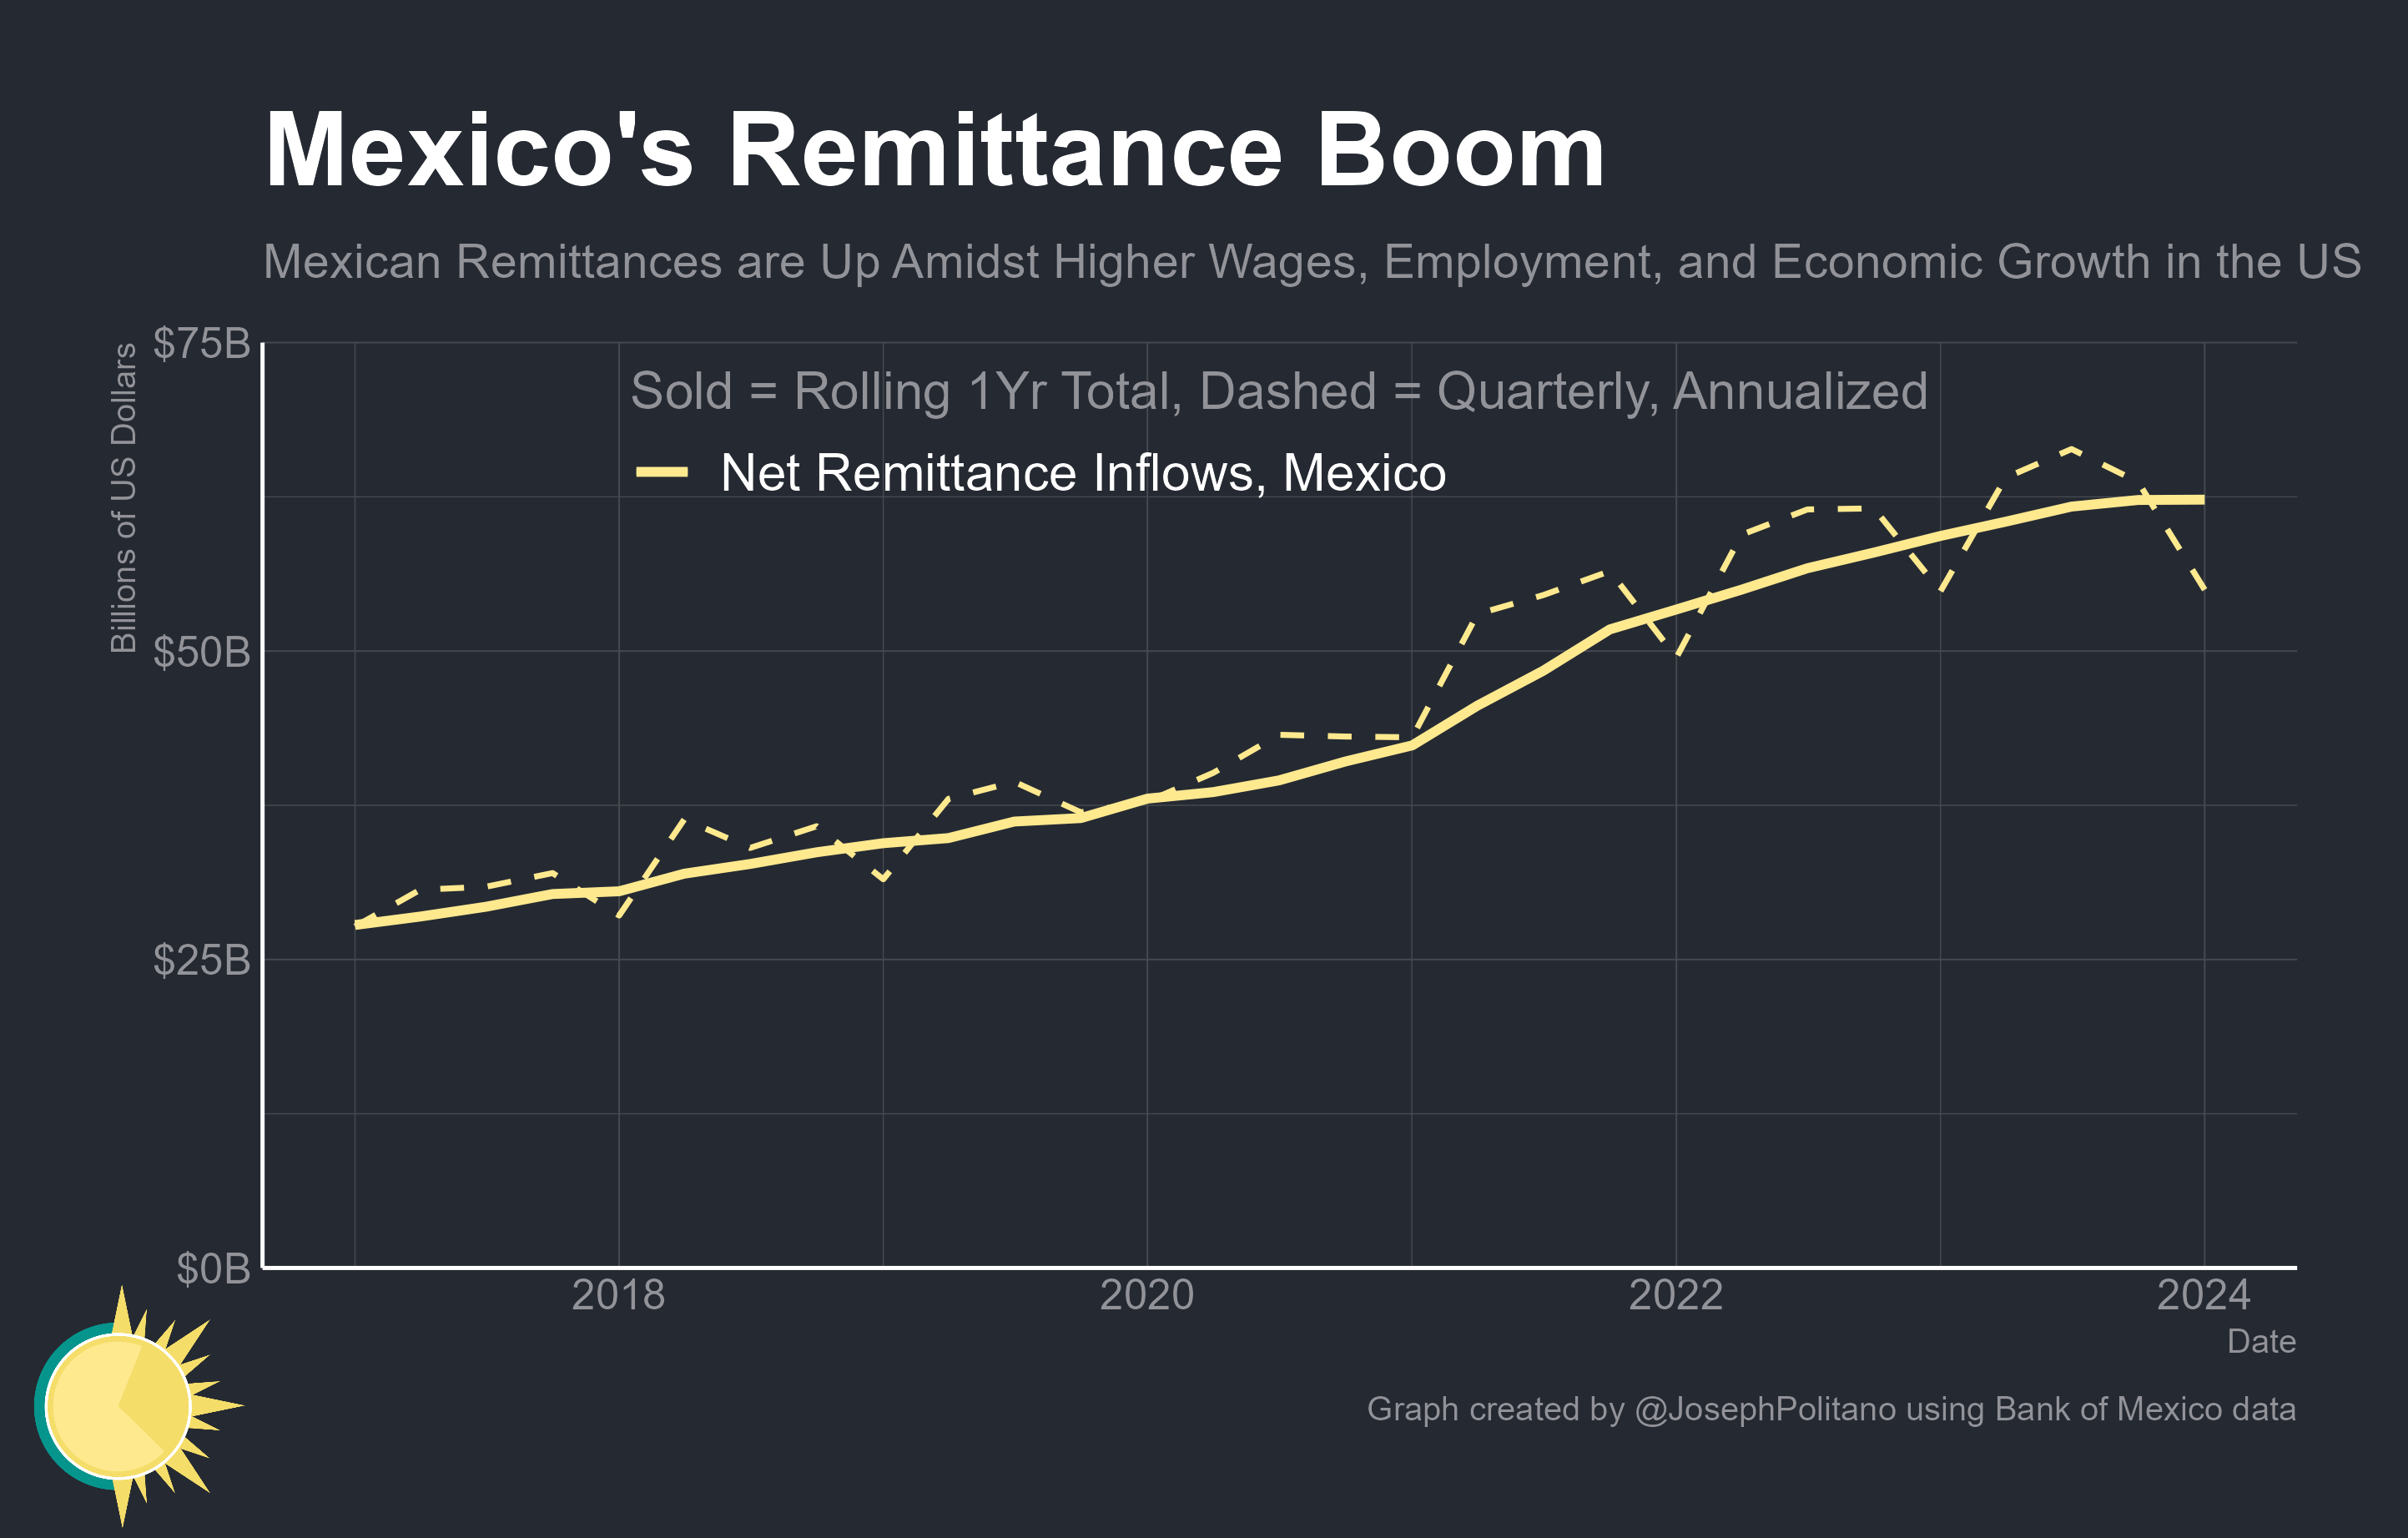 Mexico's Remittance Boom
Mexican Remittances are Up Amidst Higher Wages, Employment, and Economic Growth in the US
Billions of US Dollars
$75B
$50B
$25B
$0B
Sold = Rolling 1Yr Total, Dashed = Quarterly, Annualized
Net Remittance Inflows, Mexico
2018 2020 2022 2024
Date
Graph created by @JosephPolitano using Bank of Mexico data